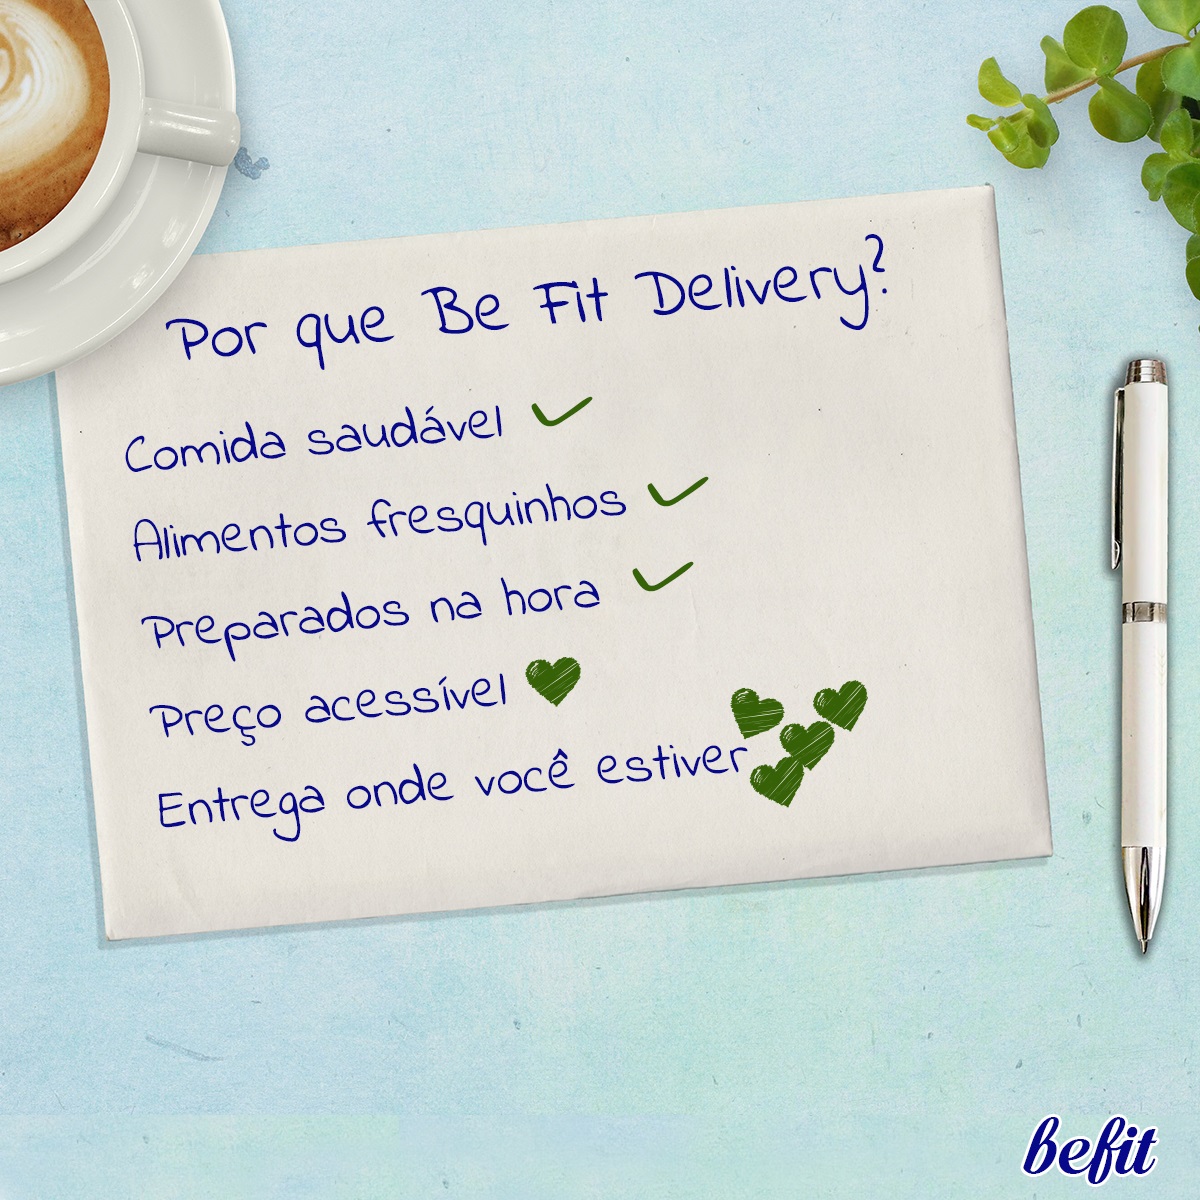 Por que Be Fit Delivery?
Comida saudável
Alimentos fresquinhos
Preparados na hora
Preço acessível
Entrega onde você estiver
befit